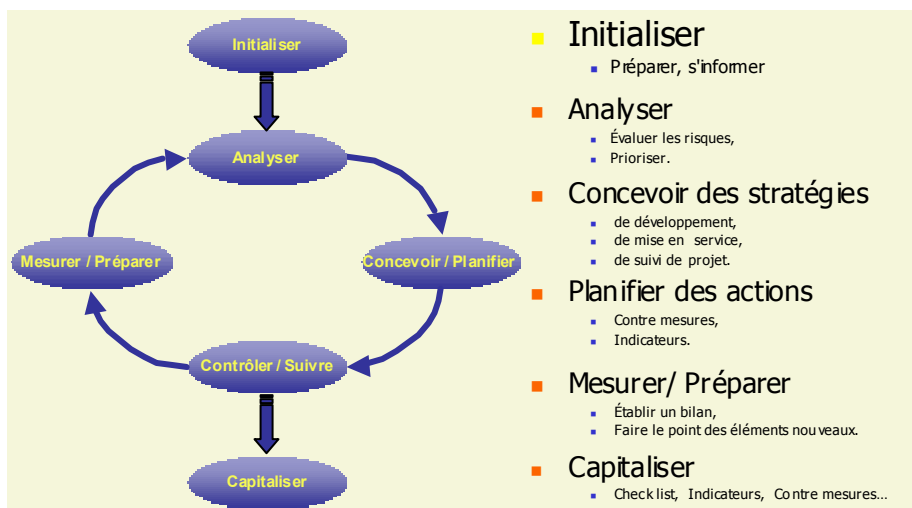 Initialiser
Analyser
Mesurer / Préparer
Concevoir / Planifier
Contrôler / Suivre
Capitaliser
Initialiser
Préparer, s'informer
Analyser
Évaluer les risques,
Prioriser.
Concevoir des stratégies
de développement,
de mise en service,
de suivi de projet.
Planifier des actions
Contre mesures,
Indicateurs.
Mesurer/ Préparer
Établir un bilan,
Faire le point des éléments nouveaux.
Capitaliser
Check list, Indicateurs, Contre mesures...